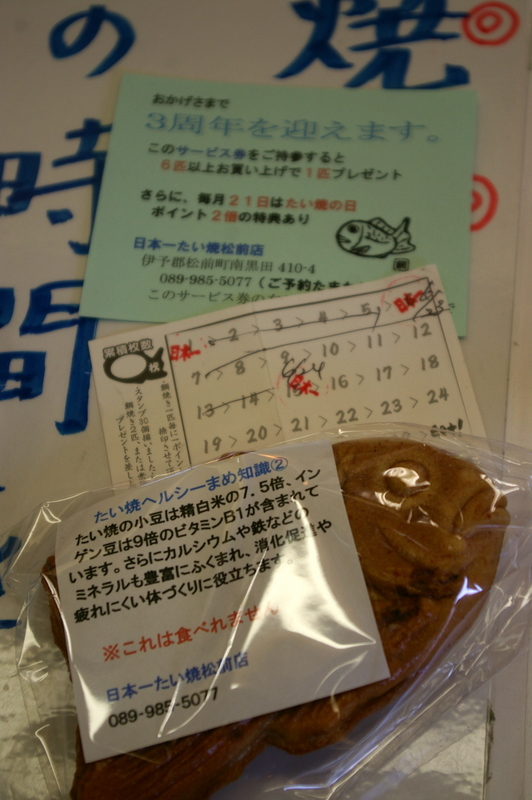 の
焼
時
間
おかげさまで
3周年を迎えます。
このサービス券をご持参すると
6匹以上お買い上げで1匹プレゼント
さらに、毎月21日はたい焼の日
ポイント2倍の特典あり
日本一たい焼松前店
伊予郡松前町南黒田 410-4
089-985-5077 (ご予約たまわ
このサービス券の
累積枚数
枚
2 > 3 > 4 > 5
7 > 8 > 9 > 10 > 11 > 12
13 > 14 > 16 > 17 > 18
19 > 20 > 21 > 22 > 23 > 24
たい焼ヘルシーまめ知識②
たい焼の小豆は精白米の7.5倍、イン
ゲン豆は9倍のビタミンB1が含まれて
います。さらにカルシウムや鉄などの
ミネラルも豊富にふくまれ、消化促進や
疲れにくい体づくりに役立ちます。
※これは食べれません
日本一たい焼松前店
089-985-5077